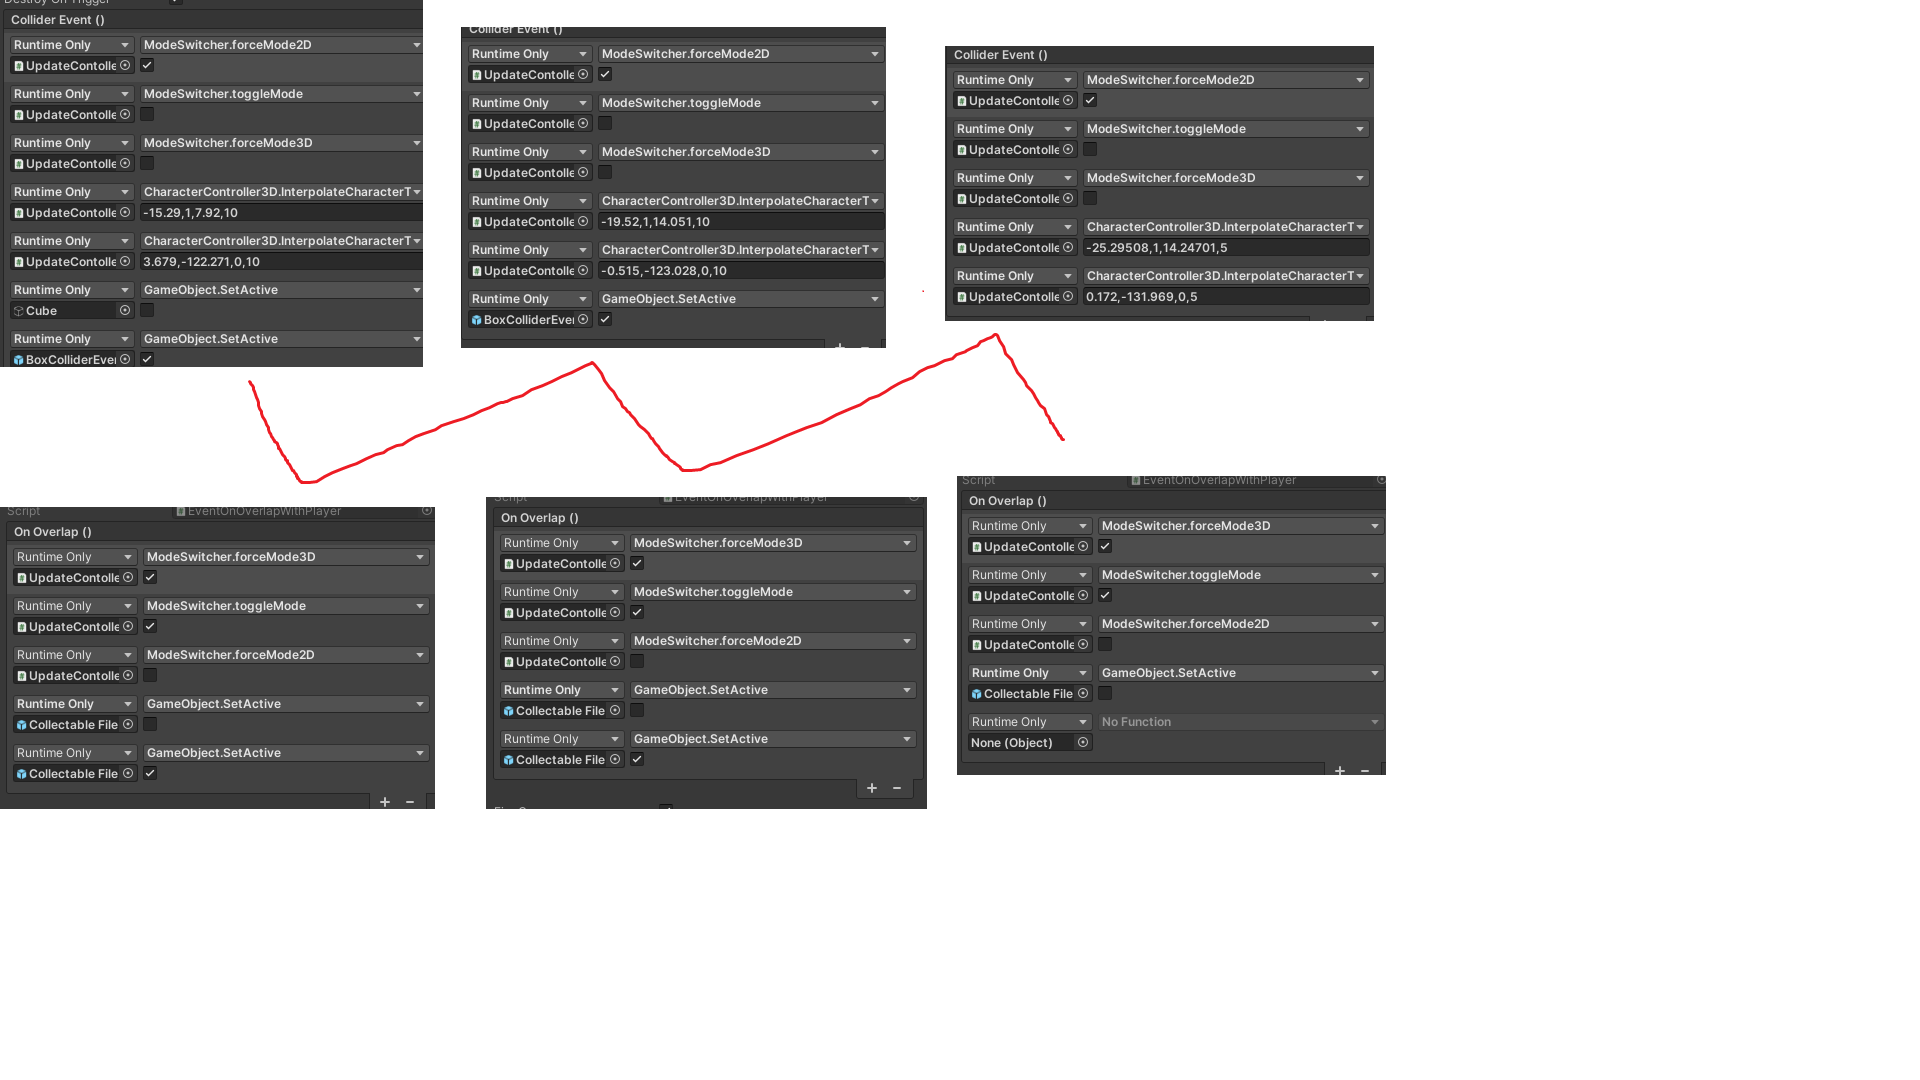 Destroy On Trigger
Collider Event ()
Runtime Only ModeSwitcher.forceMode2D
UpdateContolle
Runtime Only ModeSwitcher.toggleMode
UpdateContolle
Runtime Only ModeSwitcher.forceMode3D
UpdateContolle
Runtime Only CharacterController3D.InterpolateCharacterT
UpdateContolle -15.29,1,7.92,10
Runtime Only CharacterController3D.InterpolateCharacterT
UpdateContolle 3.679,-122.271,0,10
Runtime Only GameObject.SetActive
Cube
Runtime Only GameObject.SetActive
BoxColliderEve
Collider Event ()
Runtime Only ModeSwitcher.forceMode2D
UpdateContolle
Runtime Only ModeSwitcher.toggleMode
UpdateContolle
Runtime Only ModeSwitcher.forceMode3D
UpdateContolle
Runtime Only CharacterController3D.InterpolateCharacterT
UpdateContolle -19.52,1,14.051,10
Runtime Only CharacterController3D.InterpolateCharacterT
UpdateContolle -0.515,-123.028,0,10
Runtime Only GameObject.SetActive
BoxColliderEve
Collider Event ()
Runtime Only ModeSwitcher.forceMode2D
UpdateContolle
Runtime Only ModeSwitcher.toggleMode
UpdateContolle
Runtime Only ModeSwitcher.forceMode3D
UpdateContolle
Runtime Only CharacterController3D.InterpolateCharacterT
UpdateContolle -25.29508,1,14.24701,5
Runtime Only CharacterController3D.InterpolateCharacterT
UpdateContolle 0.172,-131.969,0,5
Script EventOnOverlapWithPlayer
On Overlap ()
Runtime Only ModeSwitcher.forceMode3D
UpdateContolle
Runtime Only ModeSwitcher.toggleMode
UpdateContolle
Runtime Only ModeSwitcher.forceMode2D
UpdateContolle
Runtime Only GameObject.SetActive
Collectable File
Runtime Only GameObject.SetActive
Collectable File
+ −
Script EventOnOverlapWithPlayer
On Overlap ()
Runtime Only ModeSwitcher.forceMode3D
UpdateContolle
Runtime Only ModeSwitcher.toggleMode
UpdateContolle
Runtime Only ModeSwitcher.forceMode2D
UpdateContolle
Runtime Only GameObject.SetActive
Collectable File
Runtime Only GameObject.SetActive
Collectable File
+ −
Script EventOnOverlapWithPlayer
On Overlap ()
Runtime Only ModeSwitcher.forceMode3D
UpdateContolle
Runtime Only ModeSwitcher.toggleMode
UpdateContolle
Runtime Only ModeSwitcher.forceMode2D
UpdateContolle
Runtime Only GameObject.SetActive
Collectable File
Runtime Only No Function
None (Object)
+ −